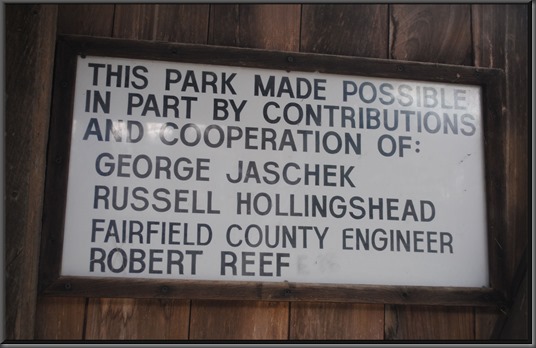 THIS PARK MADE POSSIBLE
IN PART BY CONTRIBUTIONS
AND COOPERATION OF:
GEORGE JASCHEK
RUSSELL HOLLINGSHEAD
FAIRFIELD COUNTY ENGINEER
ROBERT REEF